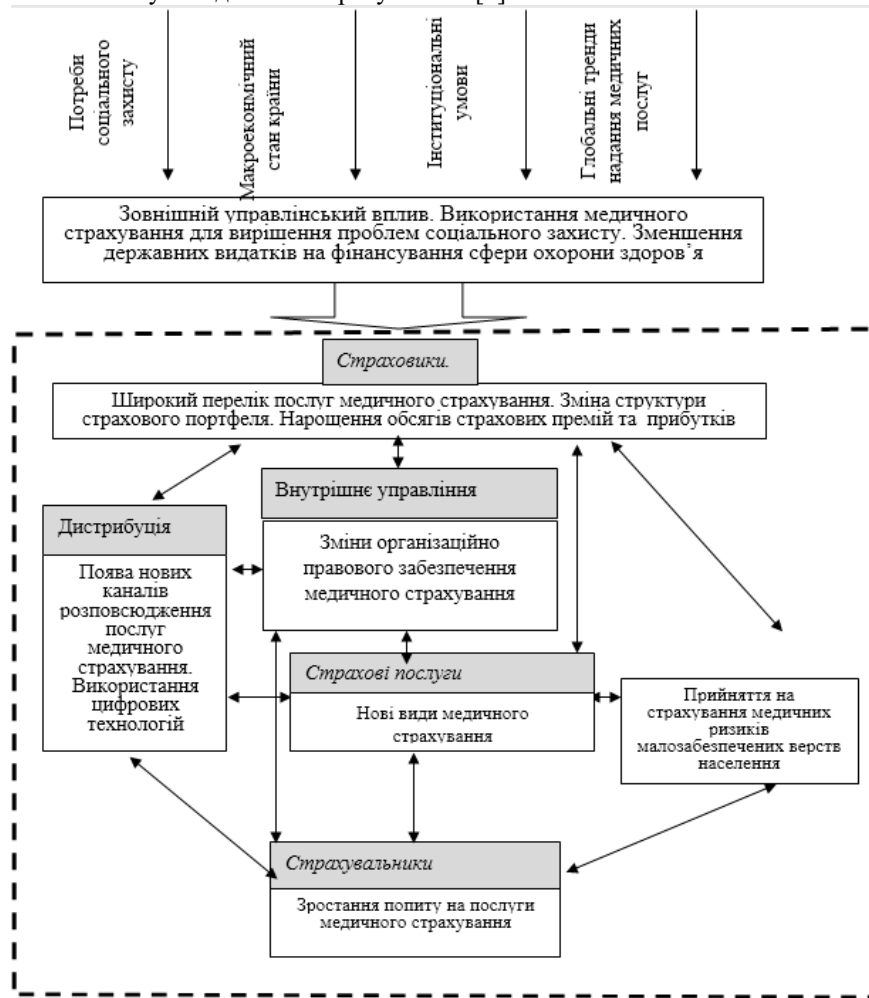 Потреби
соціального
захисту
Макроекономічний
стан країни
Інституціональні
умови
Глобальні тренди
надання медичних
послуг
Зовнішній управлінський вплив. Використання медичного
страхування для вирішення проблем соціального захисту. Зменшення
державних видатків на фінансування сфери охорони здоров’я
Страховики.
Широкий перелік послуг медичного страхування. Зміна структури
страхового портфеля. Нарощення обсягів страхових премій та прибутків
Внутрішнє управління
Зміни організаційно
правового забезпечення
медичного страхування
Дистрибуція
Поява нових
каналів
розповсюдження
послуг
медичного
страхування.
Використання
цифрових
технологій
Страхові послуги
Нові види медичного
страхування
Прийняття на
страхування медичних
ризиків
малозабезпечених верств
населення
Страхувальники
Зростання попиту на послуги
медичного страхування